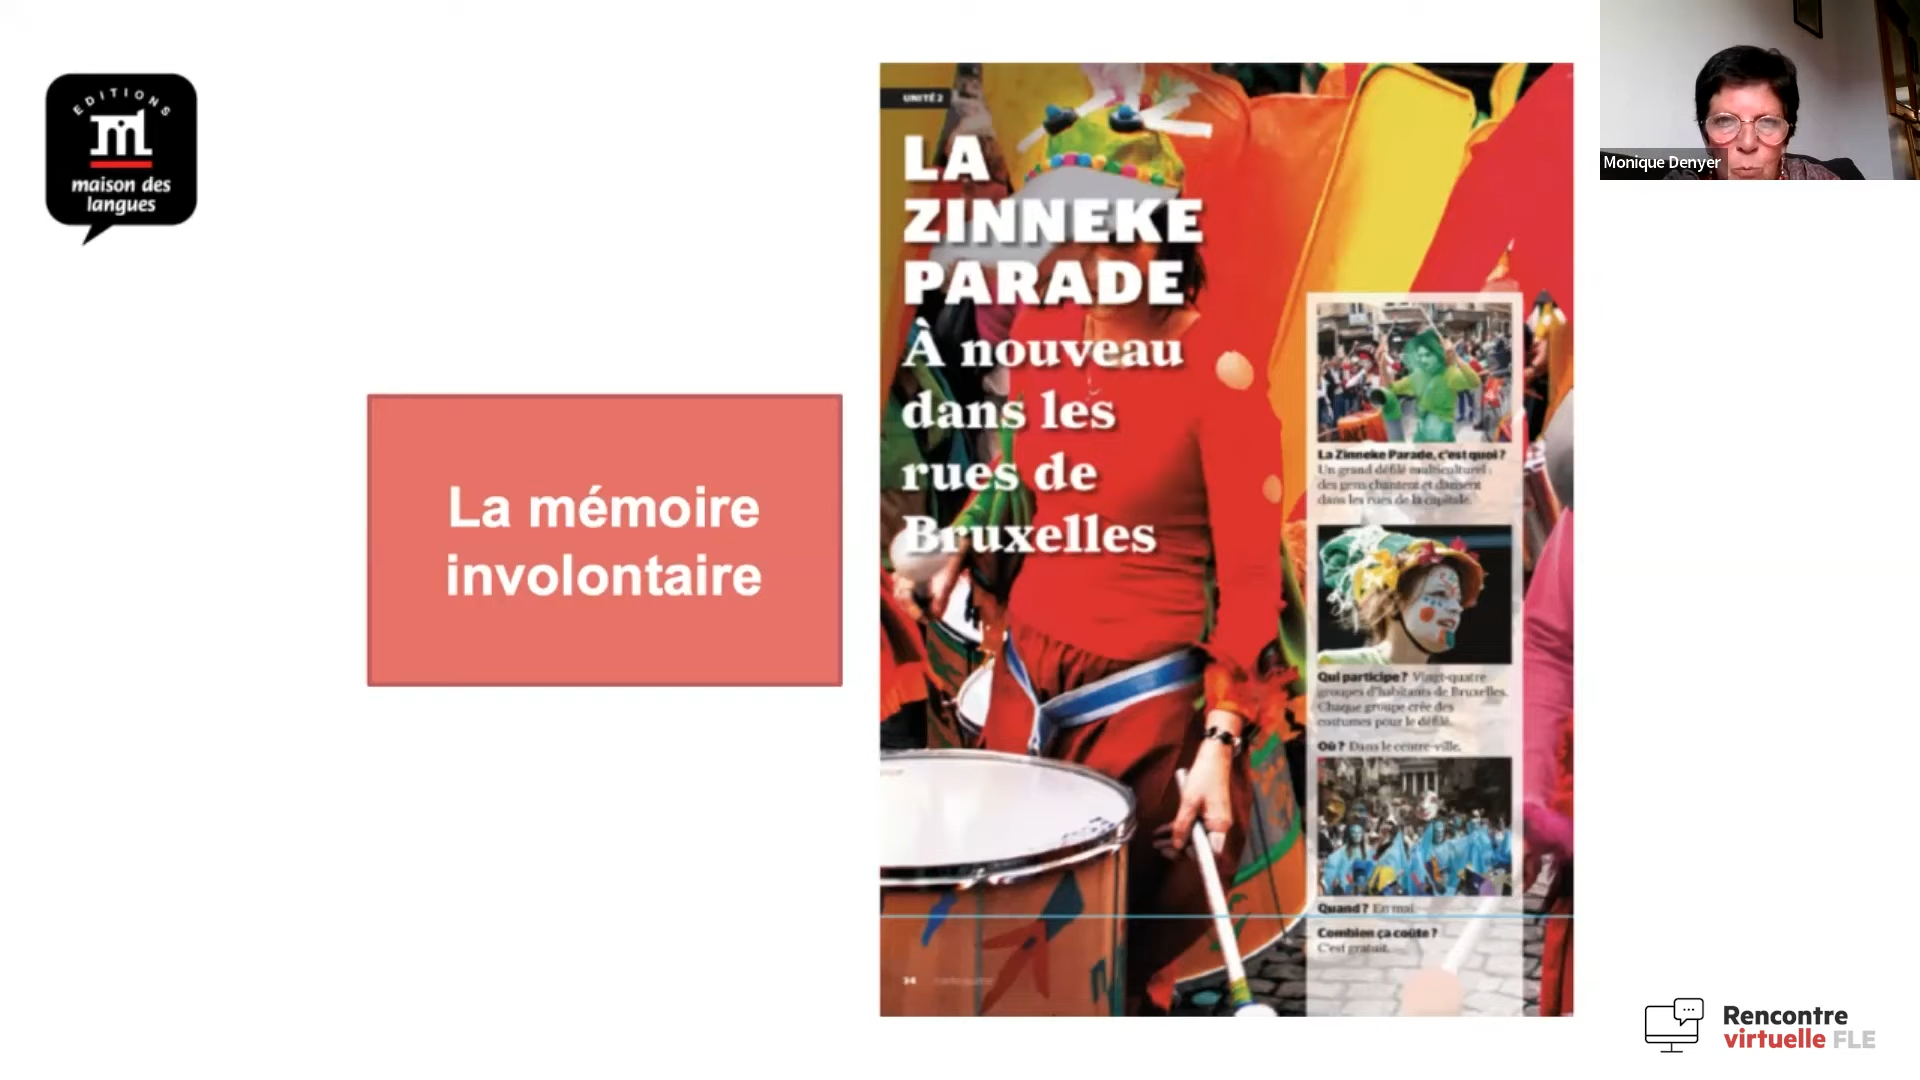 EDITIONS
maison des
langues
La mémoire
involontaire
UNITÉ 2
LA
ZINNEKE
PARADE
À nouveau
dans les
rues de
Bruxelles
La Zinneke Parade, c'est quoi ?
Un grand défilé multiculturel :
des gens chantent et dansent
dans les rues de la capitale.
Qui participe ? Vingt-quatre
groupes d'habitants de Bruxelles.
Chaque groupe crée des
costumes pour le défilé.
Où ? Dans le centre-ville.
Quand ? En mai.
Combien ça coûte ?
C'est gratuit.
34
Monique Denyer
Rencontre
virtuelle FLE